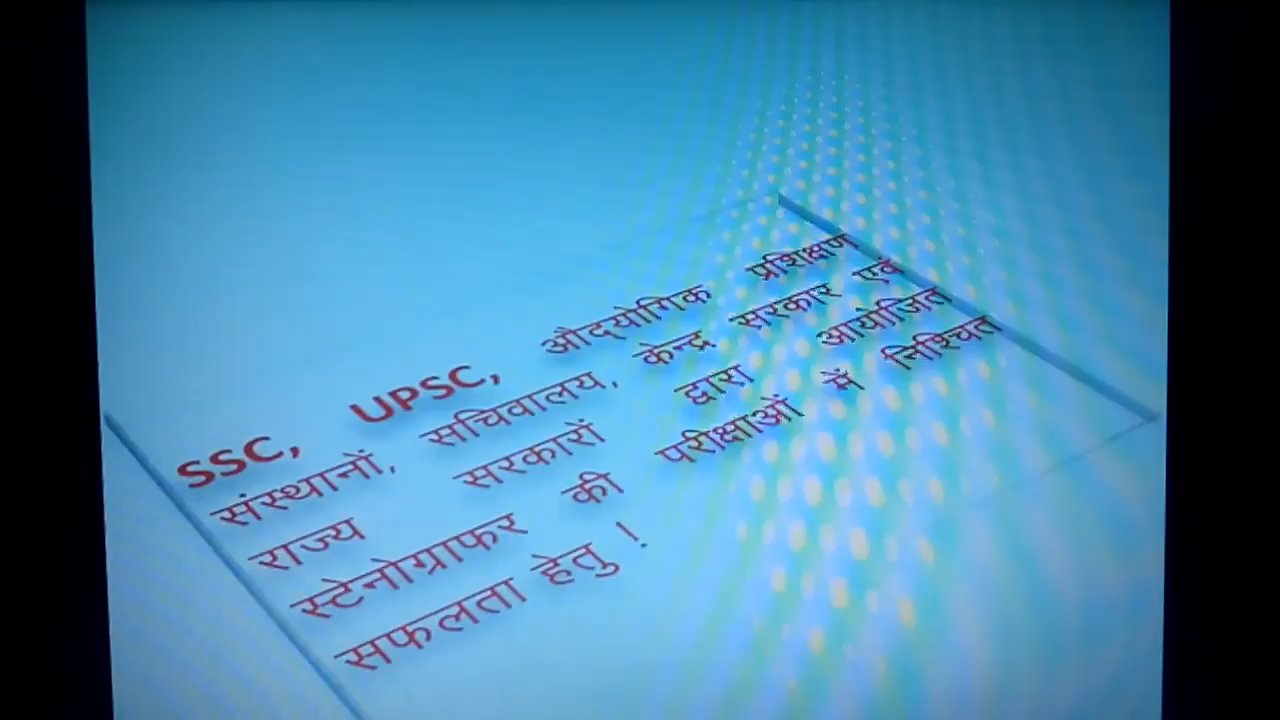 SSC, UPSC, औद्योगिक प्रशिक्षण
संस्थानों, सचिवालय, केन्द्र सरकार एवं
राज्य सरकारों द्वारा आयोजित
स्टेनोग्राफर की परीक्षाओं में निश्चित
सफलता हेतु !